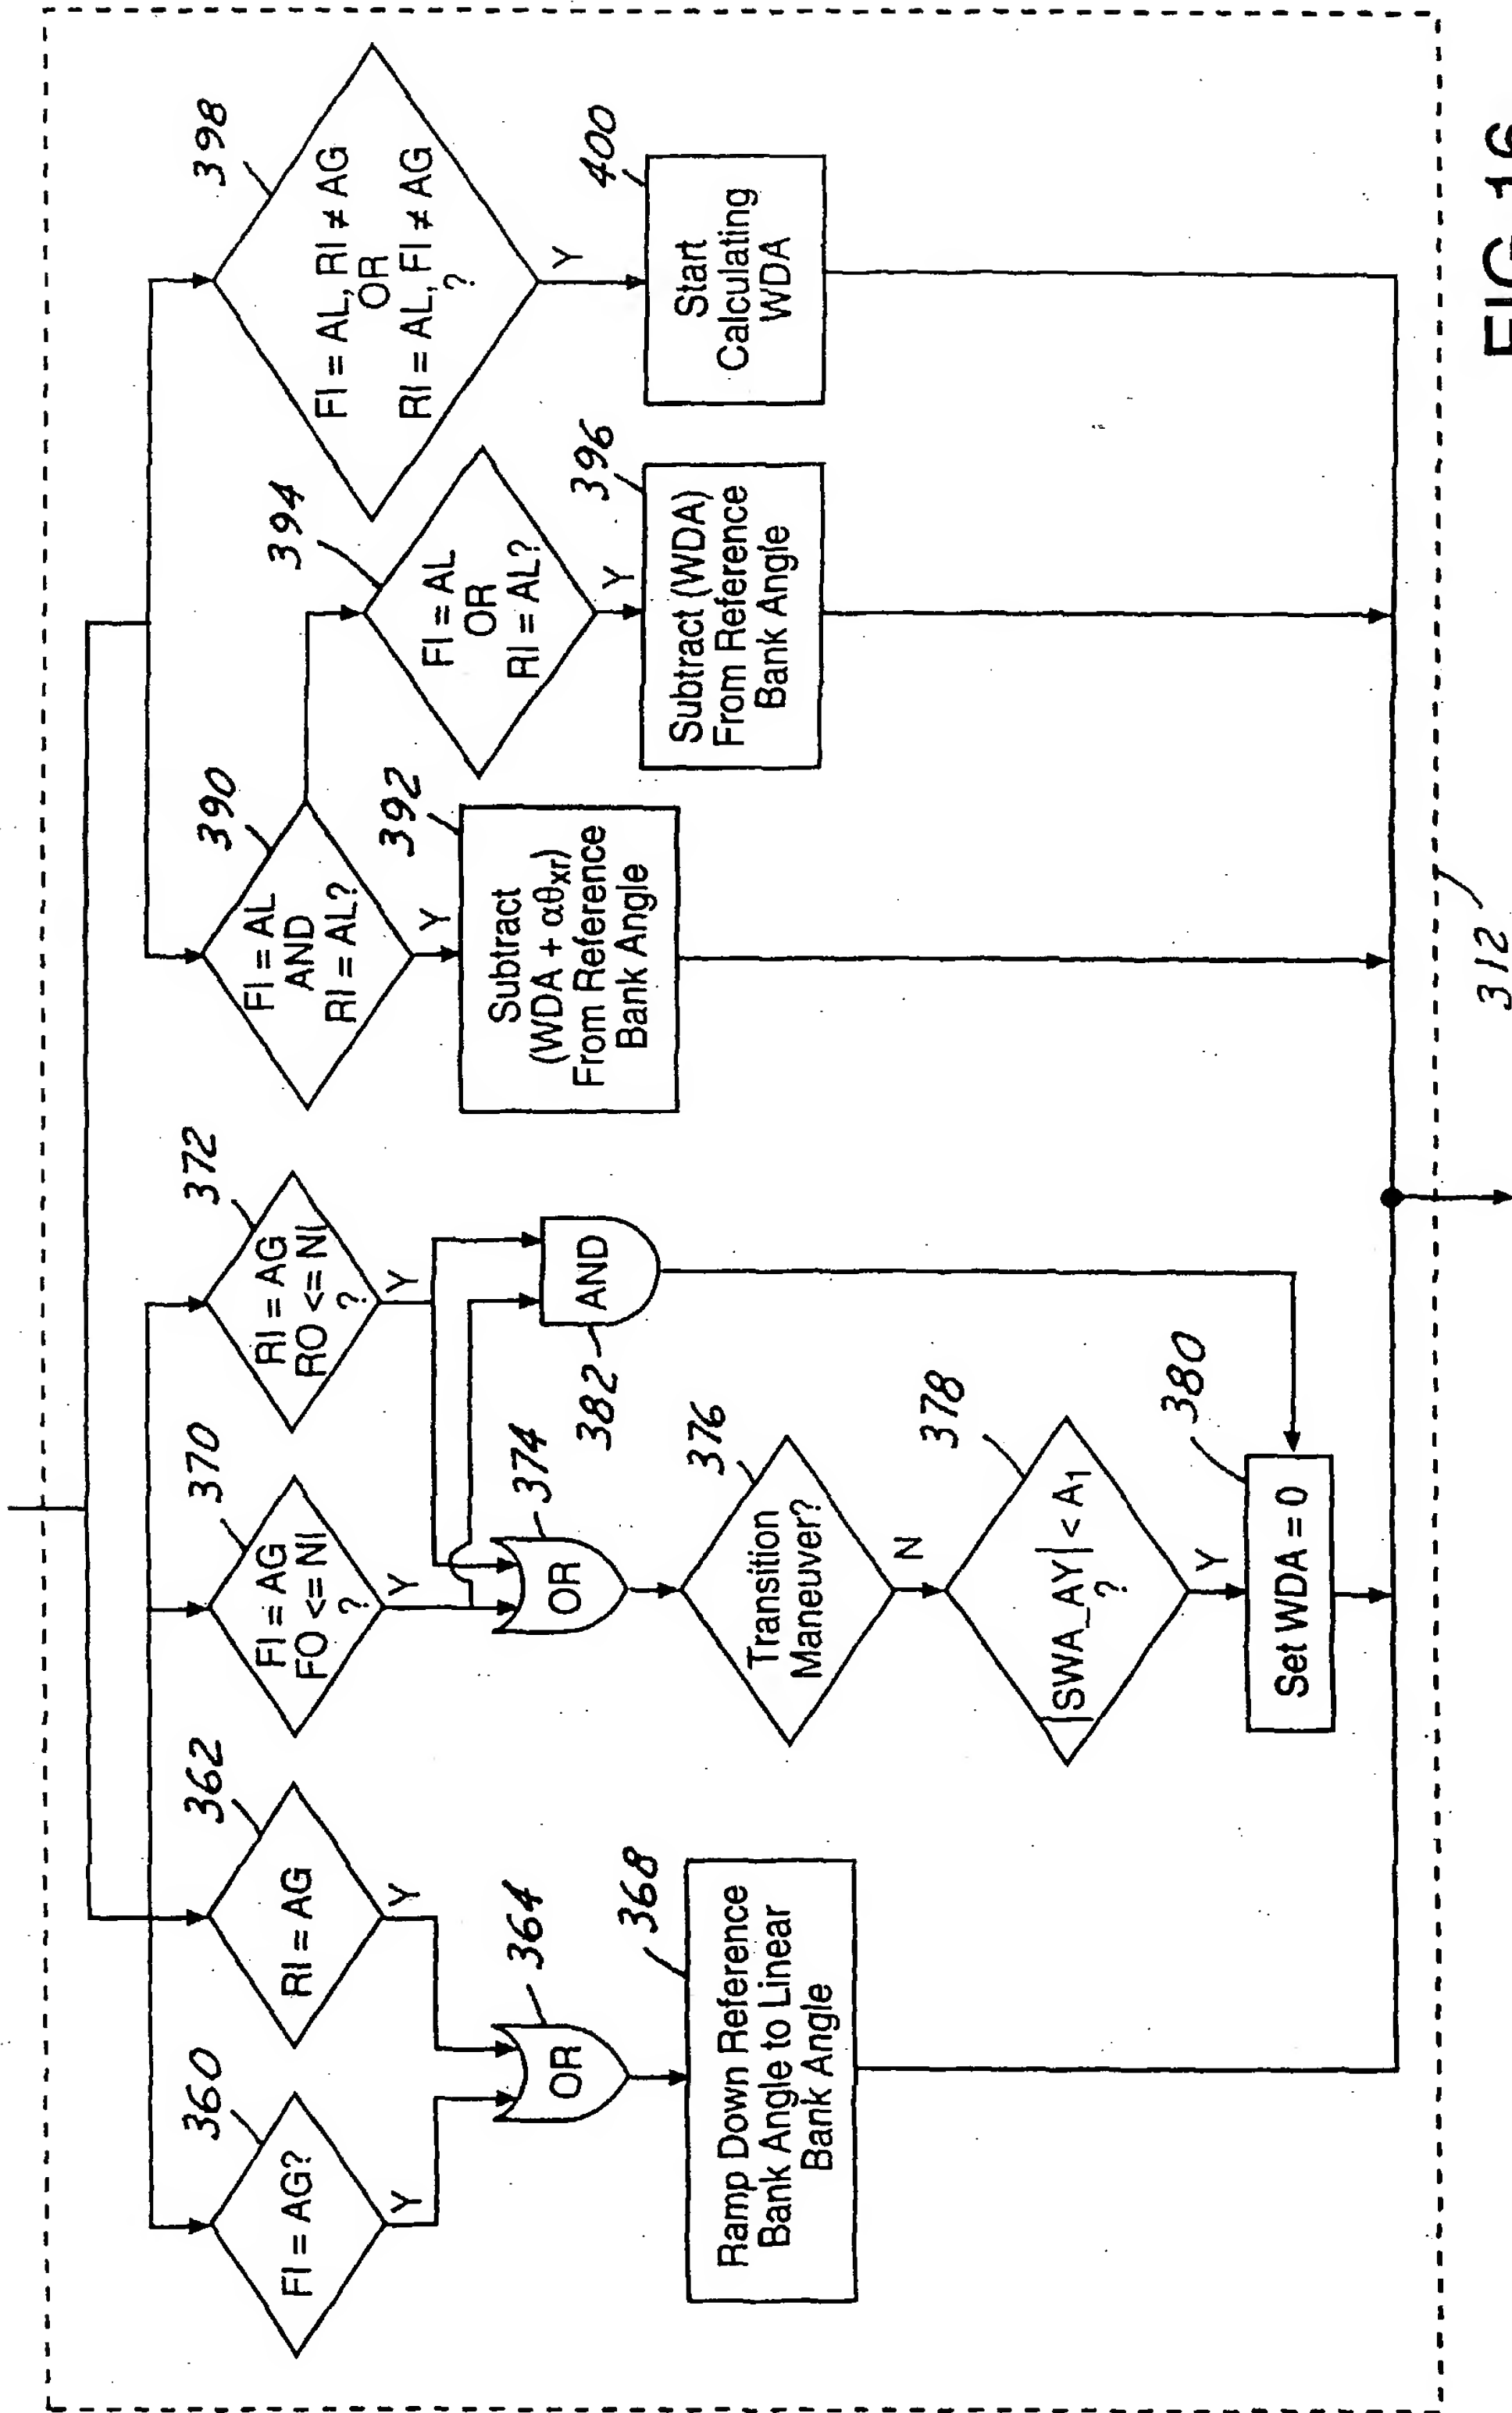 360
FI = AG?
Y
362
RI = AG
Y
364
OR
368
Ramp Down Reference
Bank Angle to Linear
Bank Angle
370
FI = AG
FO <= NI
?
Y
372
RI = AG
RO <= NI
?
Y
374
OR
382
AND
376
Transition
Maneuver?
N
378
|SWA_AY| < A1
?
Y
380
Set WDA = 0
390
FI = AL
AND
RI = AL?
Y
392
Subtract
(WDA + αθxr)
From Reference
Bank Angle
394
FI = AL
OR
RI = AL?
Y
396
Subtract (WDA)
From Reference
Bank Angle
398
FI = AL, RI ≠ AG
OR
RI = AL, FI ≠ AG
?
Y
400
Start
Calculating
WDA
312
FIG.16